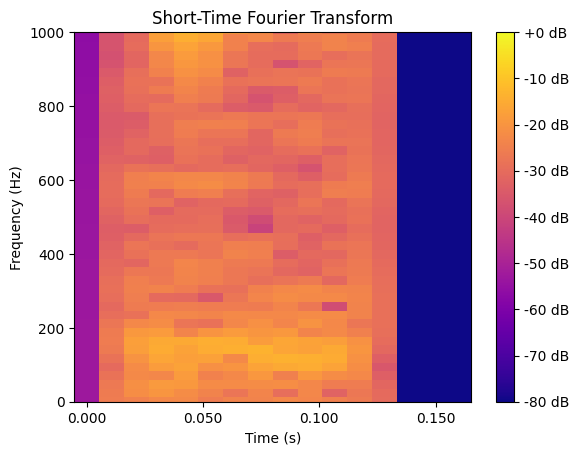 Short-Time Fourier Transform
Frequency (Hz)
1000
800
600
400
200
0
0.000
0.050
0.100
0.150
Time (s)
+0 dB
-10 dB
-20 dB
-30 dB
-40 dB
-50 dB
-60 dB
-70 dB
-80 dB